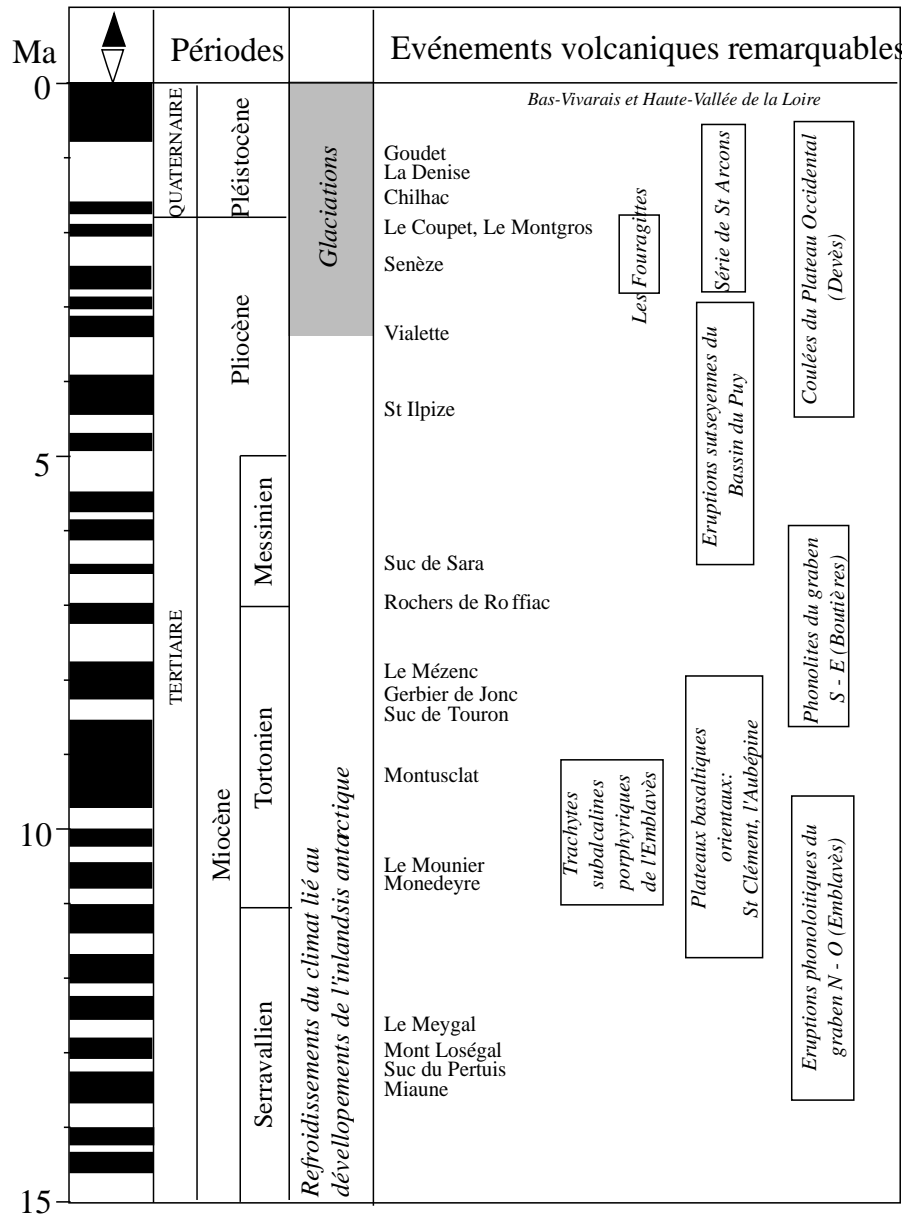 Ma
Périodes
Evénements volcaniques remarquables
0
5
10
15
QUATERNAIRE
TERTIAIRE
Pléistocène
Pliocène
Miocène
Messinien
Tortonien
Serravallien
Glaciations
Refroidissements du climat lié au
dévellopements de l'inlandsis antarctique
Bas-Vivarais et Haute-Vallée de la Loire
Goudet
La Denise
Chilhac
Le Coupet, Le Montgros
Senèze
Vialette
St Ilpize
Suc de Sara
Rochers de Roffiac
Le Mézenc
Gerbier de Jonc
Suc de Touron
Montusclat
Le Mounier
Monedeyre
Le Meygal
Mont Loségal
Suc du Pertuis
Miaune
Les Fouragittes
Série de St Arcons
Coulées du Plateau Occidental
(Devès)
Eruptions sutseyennes du
Bassin du Puy
Phonolites du graben
S - E (Boutières)
Trachytes
subalcalines
porphyriques
de l'Emblavès
Plateaux basaltiques
orientaux:
St Clément, l'Aubépine
Eruptions phonoloitiques du
graben N - O (Emblavès)